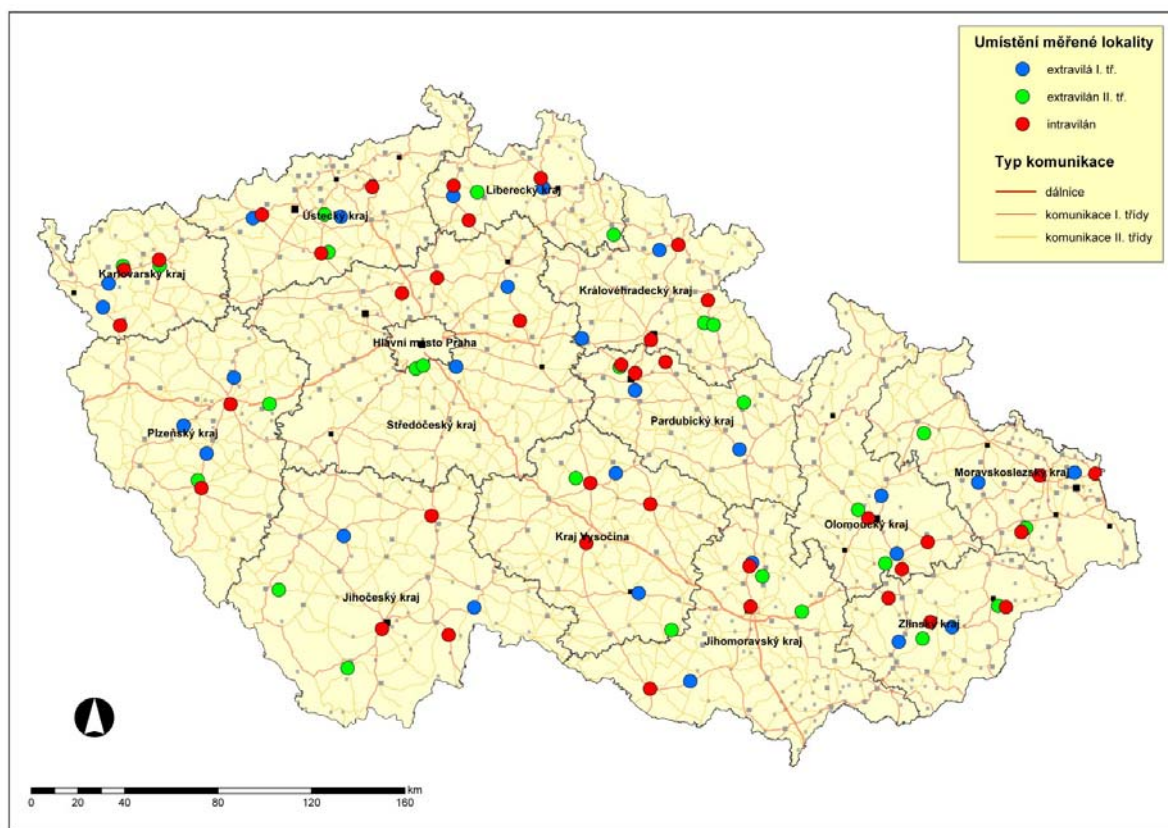 Umístění měřené lokality
extravilá I. tř.
extravilán II. tř.
intravilán
Typ komunikace
dálnice
komunikace I. třídy
komunikace II. třídy
Liberecký kraj
Ústecký kraj
Karlovarský kraj
Královéhradecký kraj
Hlavní město Praha
Středočeský kraj
Pardubický kraj
Plzeňský kraj
Moravskoslezský kraj
Olomoucký kraj
Kraj Vysočina
Jihočeský kraj
Zlínský kraj
Jihomoravský kraj
km
0 20 40 80 120 160